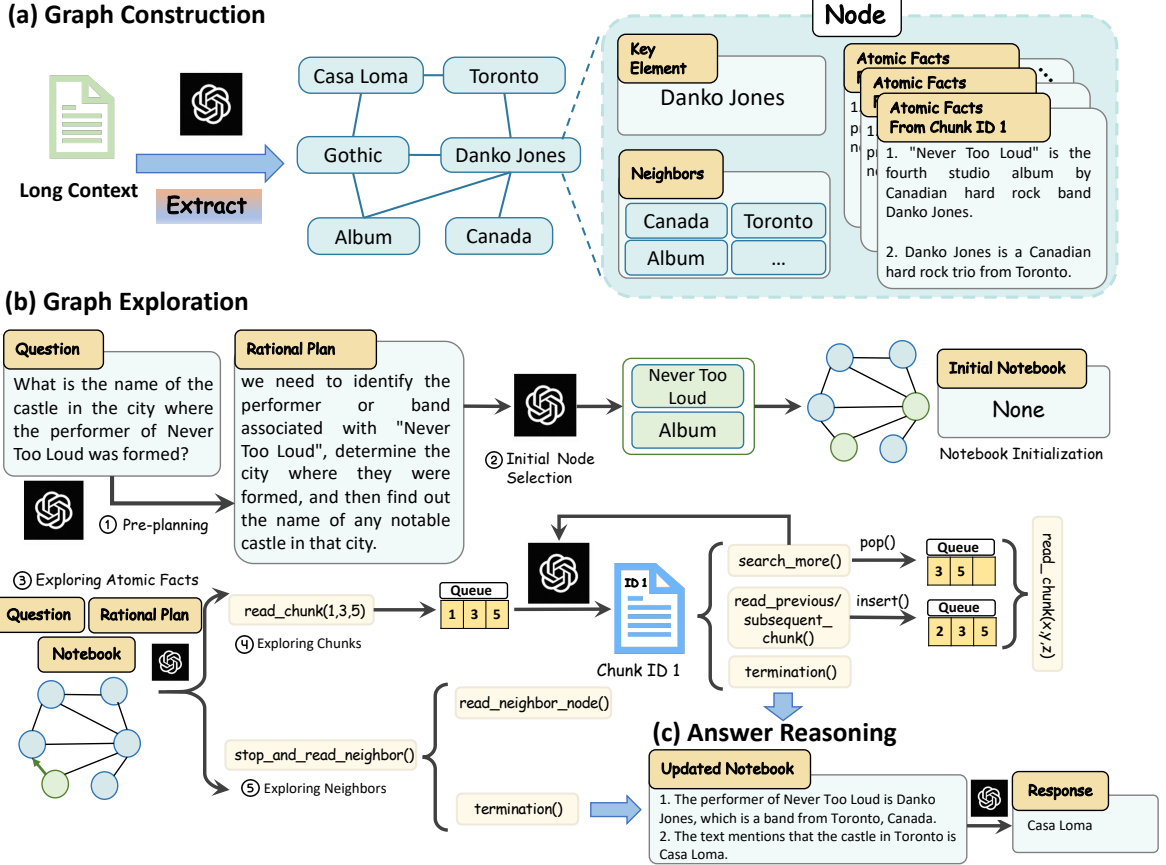 (a) Graph Construction
Long Context
Extract
Casa Loma
Toronto
Gothic
Danko Jones
Album
Canada
Node
Key
Element
Danko Jones
Neighbors
Canada
Toronto
Album
...
Atomic Facts
Atomic Facts
Atomic Facts
From Chunk ID 1
1. "Never Too Loud" is the
fourth studio album by
Canadian hard rock band
Danko Jones.
2. Danko Jones is a Canadian
hard rock trio from Toronto.
(b) Graph Exploration
Question
What is the name of the
castle in the city where
the performer of Never
Too Loud was formed?
① Pre-planning
Rational Plan
we need to identify the
performer or band
associated with "Never
Too Loud", determine the
city where they were
formed, and then find out
the name of any notable
castle in that city.
② Initial Node
Selection
Never Too
Loud
Album
Initial Notebook
None
Notebook Initialization
③ Exploring Atomic Facts
Question
Rational Plan
Notebook
read_chunk(1,3,5)
④ Exploring Chunks
Queue
1 3 5
ID 1
Chunk ID 1
search_more()
pop()
Queue
3 5
read_previous/
subsequent_
chunk()
insert()
Queue
2 3 5
termination()
read_chunk(x,y,z)
stop_and_read_neighbor()
⑤ Exploring Neighbors
read_neighbor_node()
termination()
(c) Answer Reasoning
Updated Notebook
1. The performer of Never Too Loud is Danko
Jones, which is a band from Toronto, Canada.
2. The text mentions that the castle in Toronto is
Casa Loma.
Response
Casa Loma